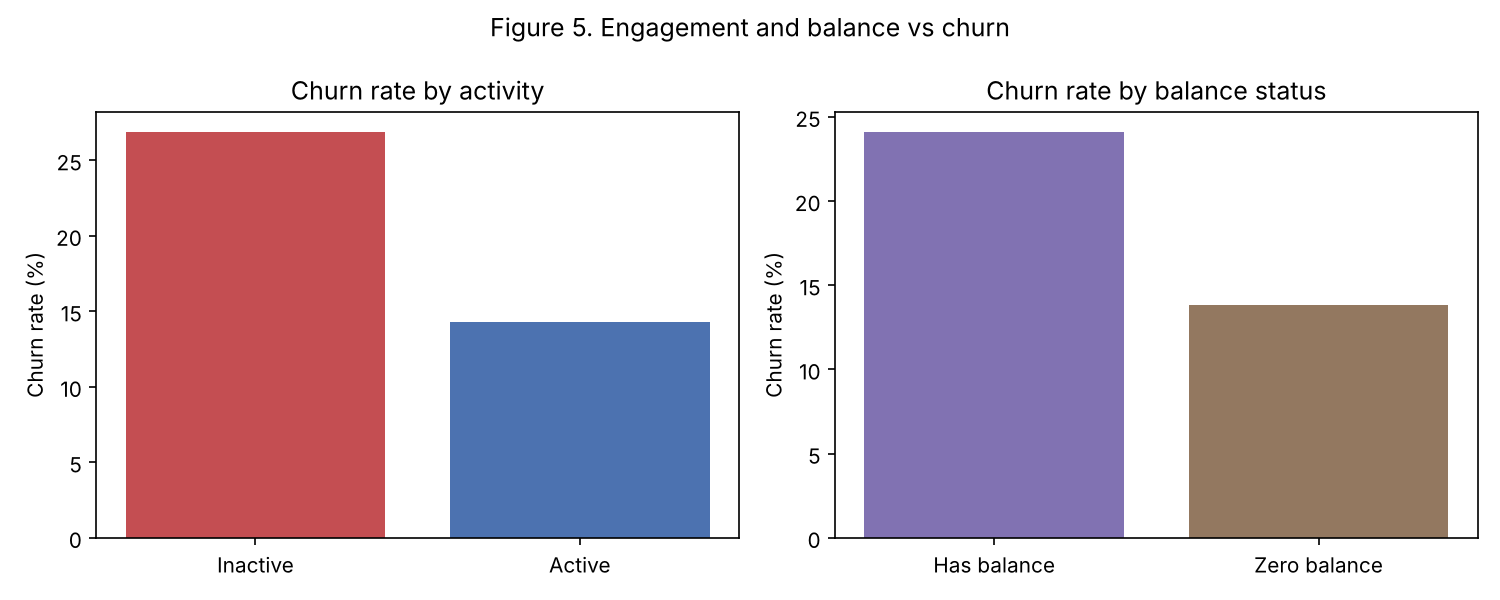 Figure 5. Engagement and balance vs churn
Churn rate by activity
Churn rate (%)
25
20
15
10
5
0
Inactive
Active
Churn rate by balance status
Churn rate (%)
25
20
15
10
5
0
Has balance
Zero balance